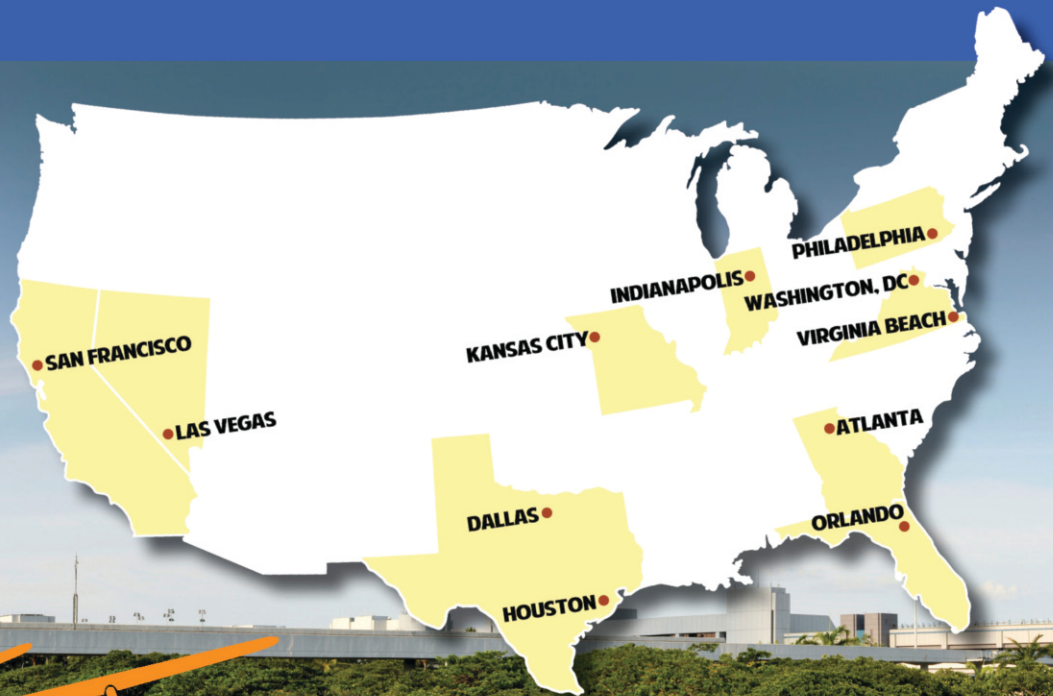 PHILADELPHIA
INDIANAPOLIS
WASHINGTON, DC
VIRGINIA BEACH
KANSAS CITY
SAN FRANCISCO
LAS VEGAS
ATLANTA
DALLAS
ORLANDO
HOUSTON